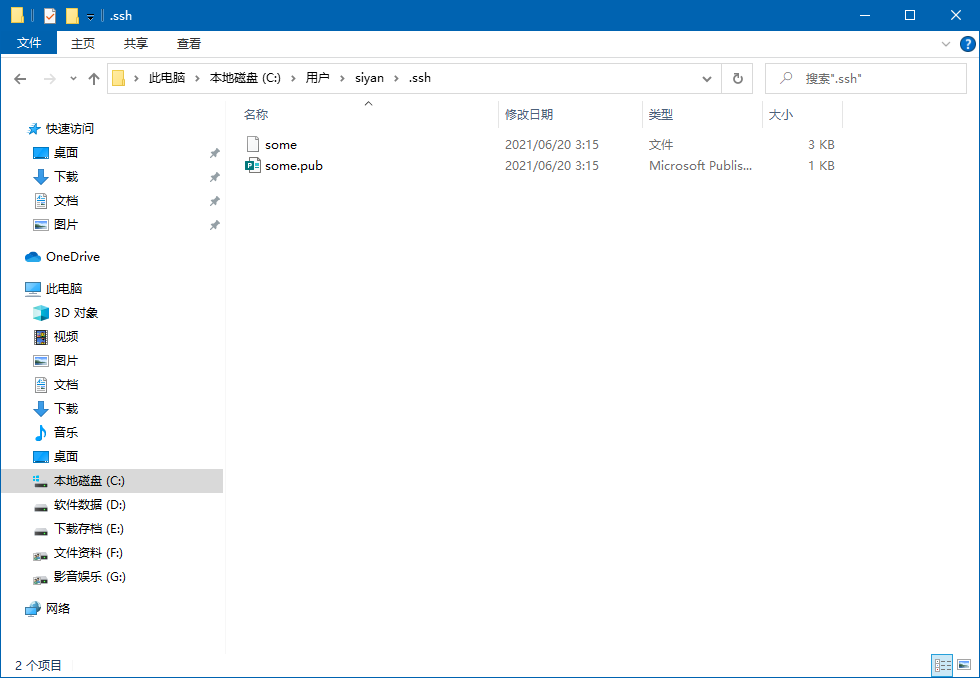 .ssh
文件 主页 共享 查看
此电脑 本地磁盘 (C:) 用户 siyan .ssh
搜索".ssh"
名称 修改日期 类型 大小
some 2021/06/20 3:15 文件 3 KB
some.pub 2021/06/20 3:15 Microsoft Publis... 1 KB
快速访问
桌面
下载
文档
图片
OneDrive
此电脑
3D 对象
视频
图片
文档
下载
音乐
桌面
本地磁盘 (C:)
软件数据 (D:)
下载存档 (E:)
文件资料 (F:)
影音娱乐 (G:)
网络
2 个项目